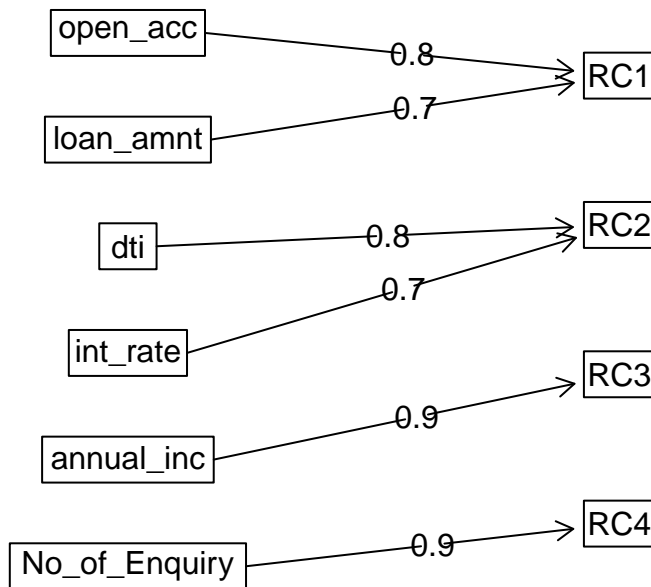 open_acc
0.8
RC1
loan_amnt
0.7
dti
0.8
RC2
int_rate
0.7
annual_inc
0.9
RC3
No_of_Enquiry
0.9
RC4